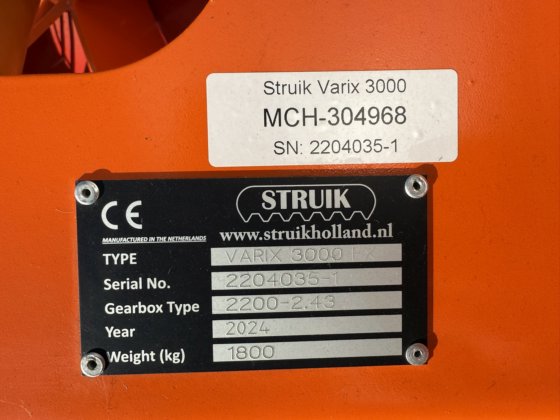 Struik Varix 3000
MCH-304968
SN: 2204035-1
CE
STRUIK
MANUFACTURED IN THE NETHERLANDS
www.struikholland.nl
TYPE VARIX 3000
Serial No. 2204035-1
Gearbox Type 2200-2.43
Year 2024
Weight (kg) 1800